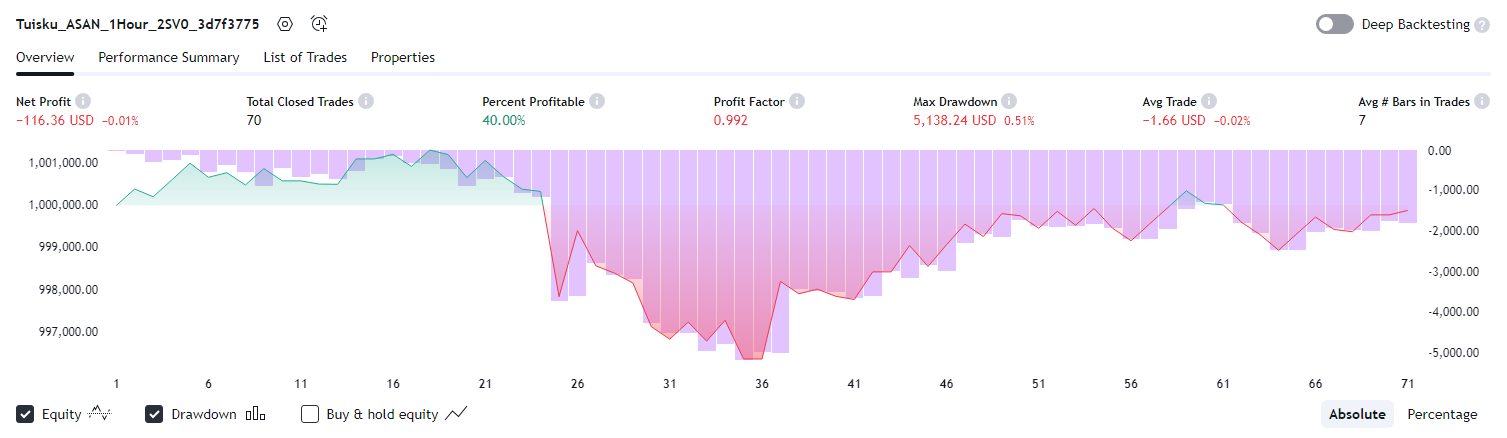 Tuisku_ASAN_1Hour_2SV0_3d7f3775 Deep Backtesting
Overview Performance Summary List of Trades Properties
Net Profit Total Closed Trades Percent Profitable Profit Factor Max Drawdown Avg Trade Avg # Bars in Trades
−116.36 USD −0.01% 70 40.00% 0.992 5,138.24 USD 0.51% −1.66 USD −0.02% 7
1,001,000.00 0.00
1,000,000.00 -1,000.00
999,000.00 -2,000.00
998,000.00 -3,000.00
997,000.00 -4,000.00
-5,000.00
1 6 11 16 21 26 31 36 41 46 51 56 61 66 71
Equity Drawdown Buy & hold equity Absolute Percentage